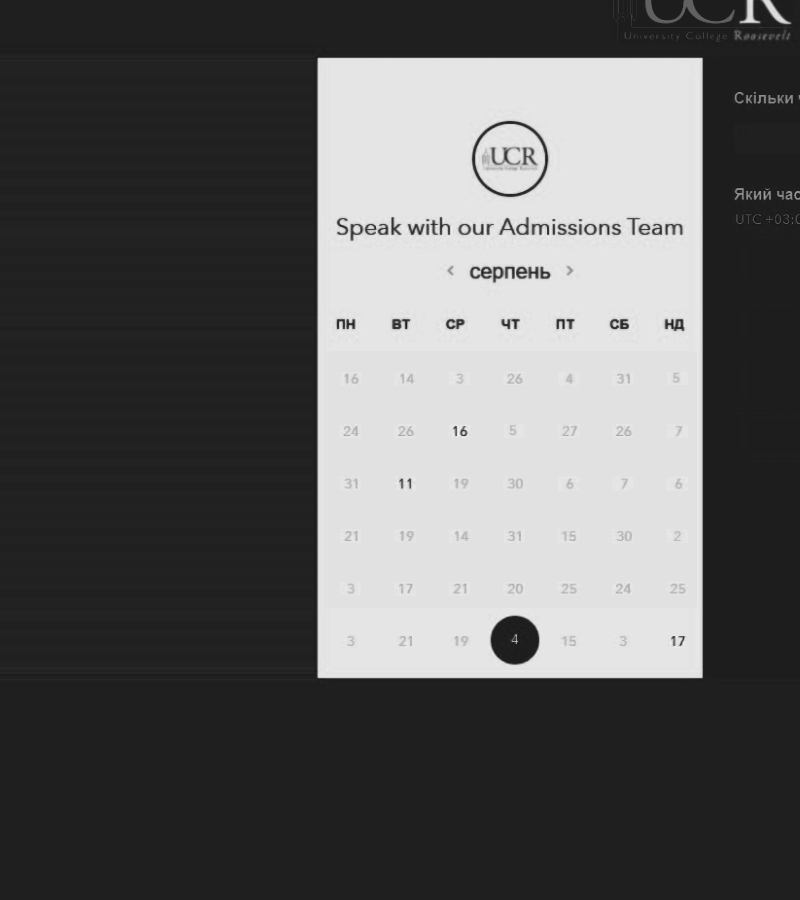 UCR
University College Roosevelt
UCR
Speak with our Admissions Team
‹ серпень ›
ПН ВТ СР ЧТ ПТ СБ НД
16 14 3 26 4 31 5
24 26 16 5 27 26 7
31 11 19 30 6 7 6
21 19 14 31 15 30 2
3 17 21 20 25 24 25
3 21 19 4 15 3 17
Скільки
Який час
UTC +03:0